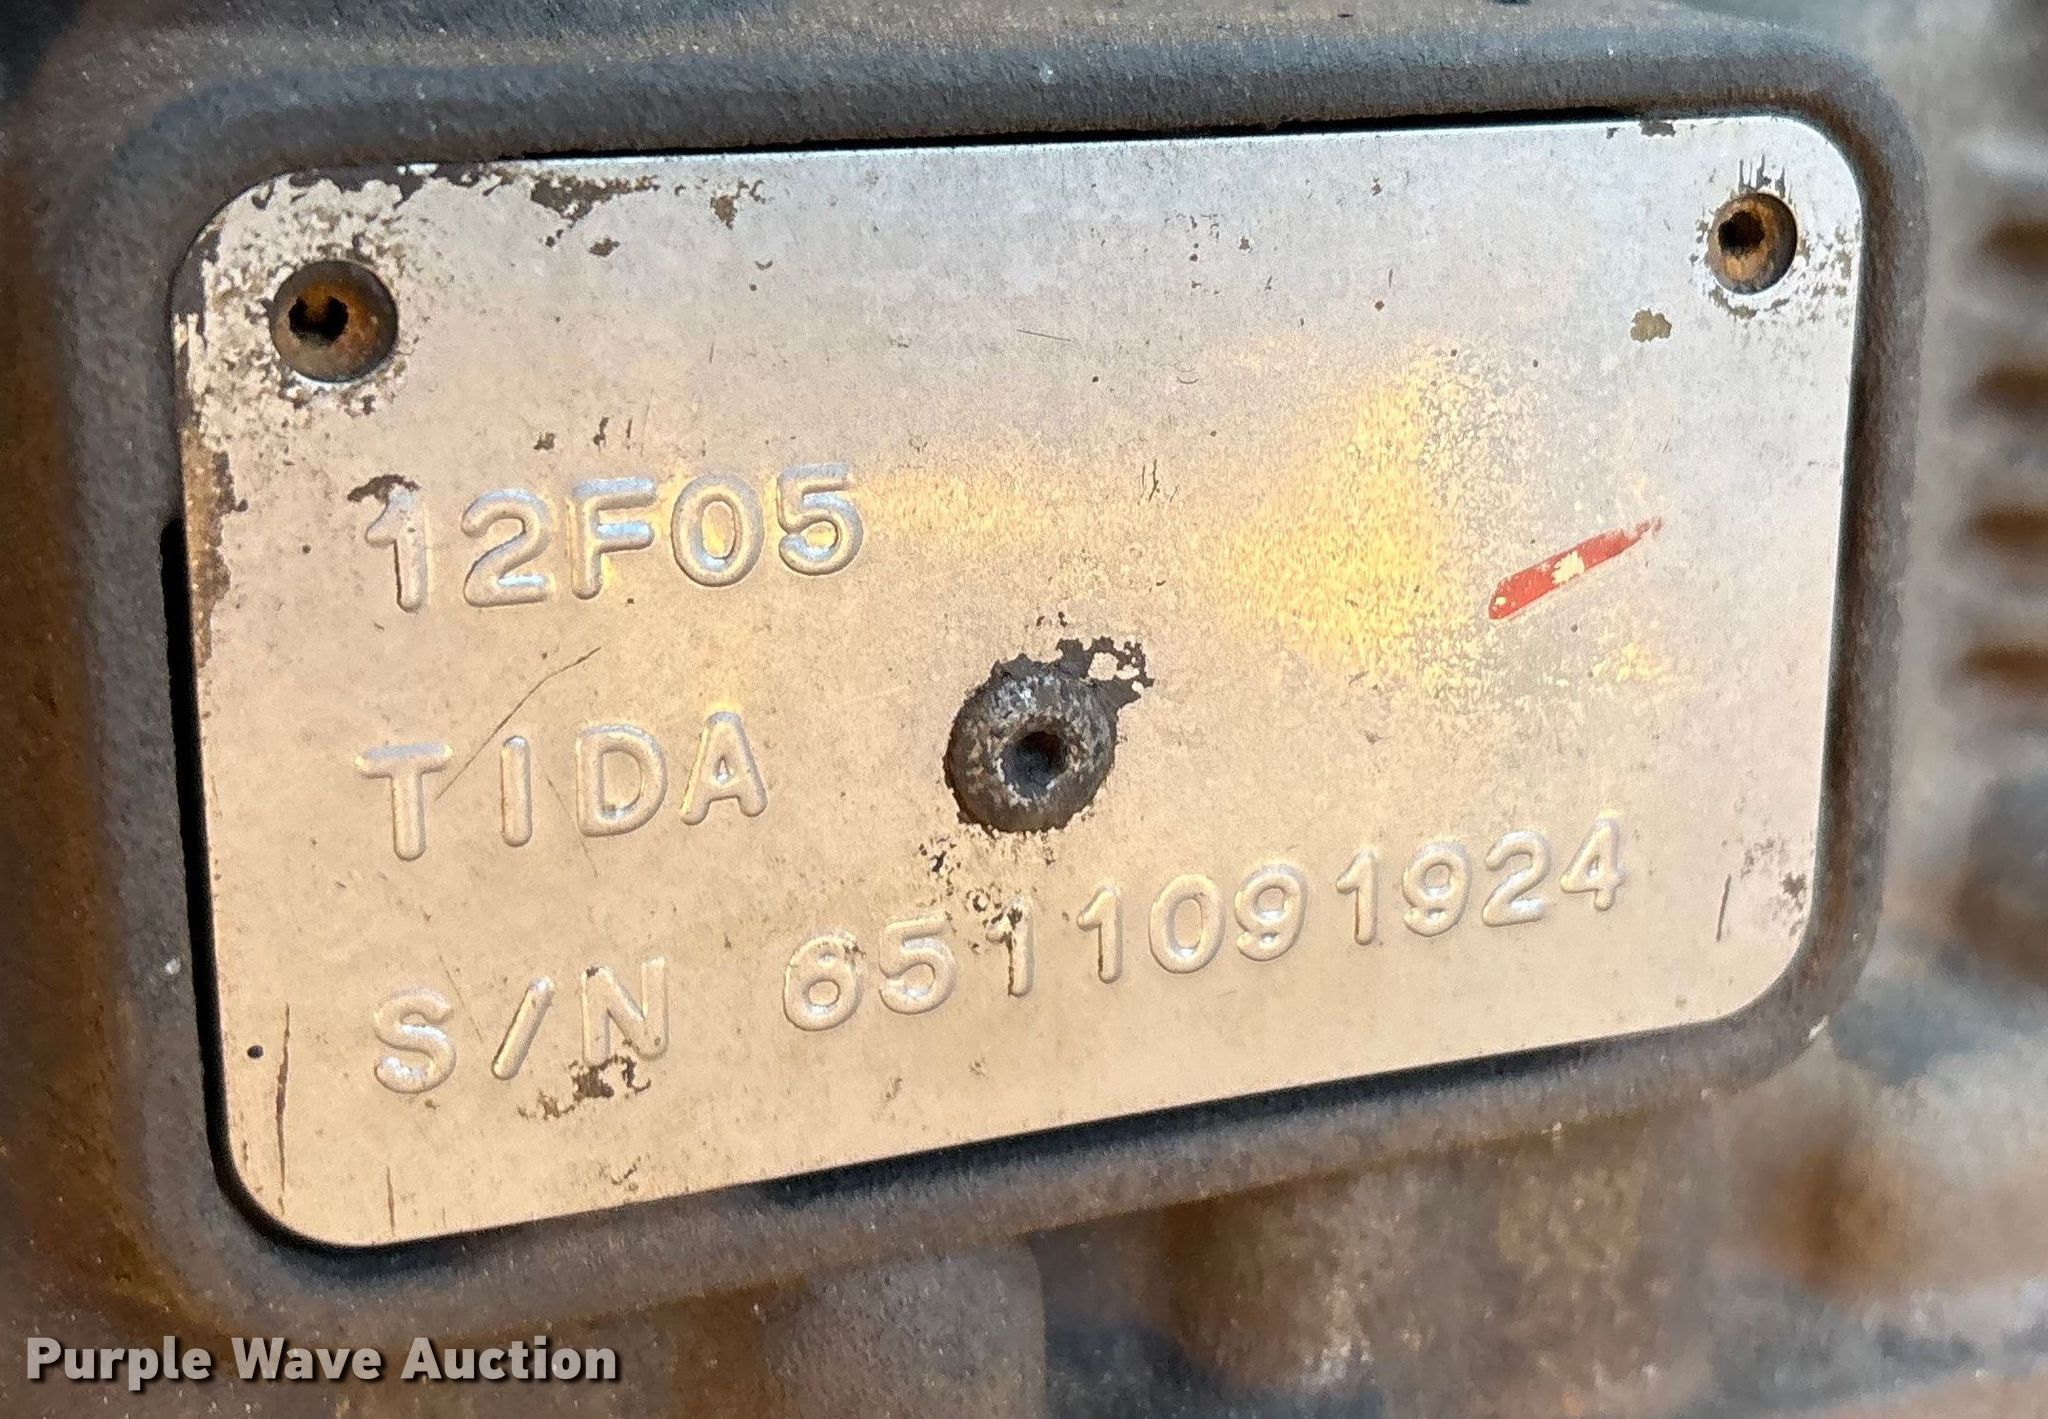 12F05
TIDA
S/N 6511091924
Purple Wave Auction